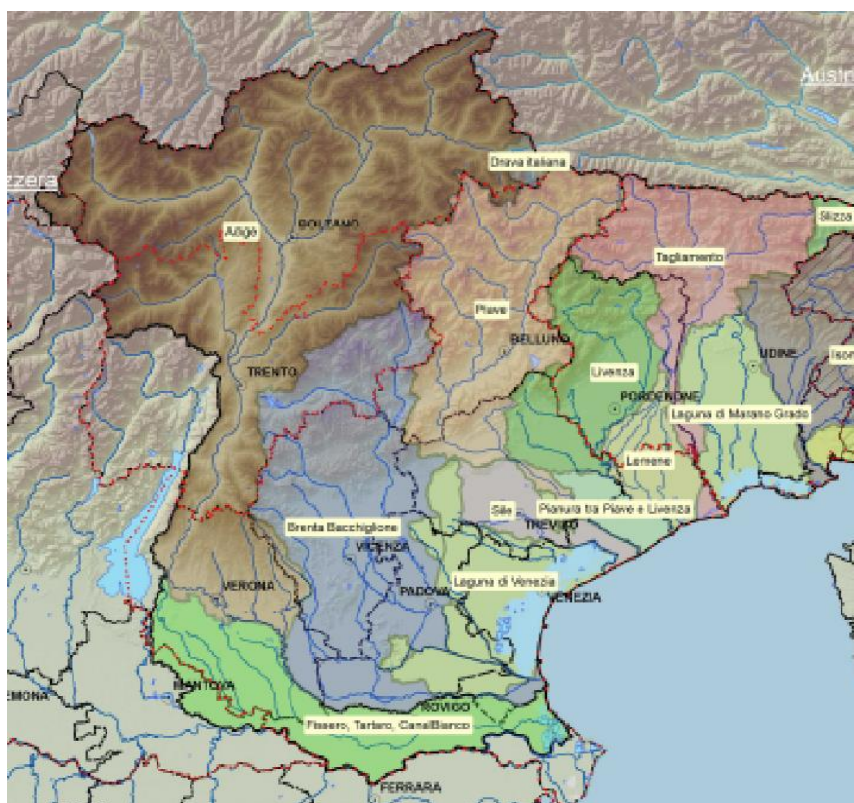 Austri
zzera
Drava italiana
Slizza
Adige
BOLZANO
Tagliamento
Piave
BELLUNO
UDINE
Ison
TRENTO
Livenza
PORDENONE
Laguna di Marano Grado
Lemene
Sile
Pianura tra Piave e Livenza
Brenta Bacchiglione
TREVISO
VICENZA
VERONA
Laguna di Venezia
PADOVA
VENEZIA
MANTOVA
EMONA
ROVIGO
Fissero, Tartaro, CanalBianco
FERRARA